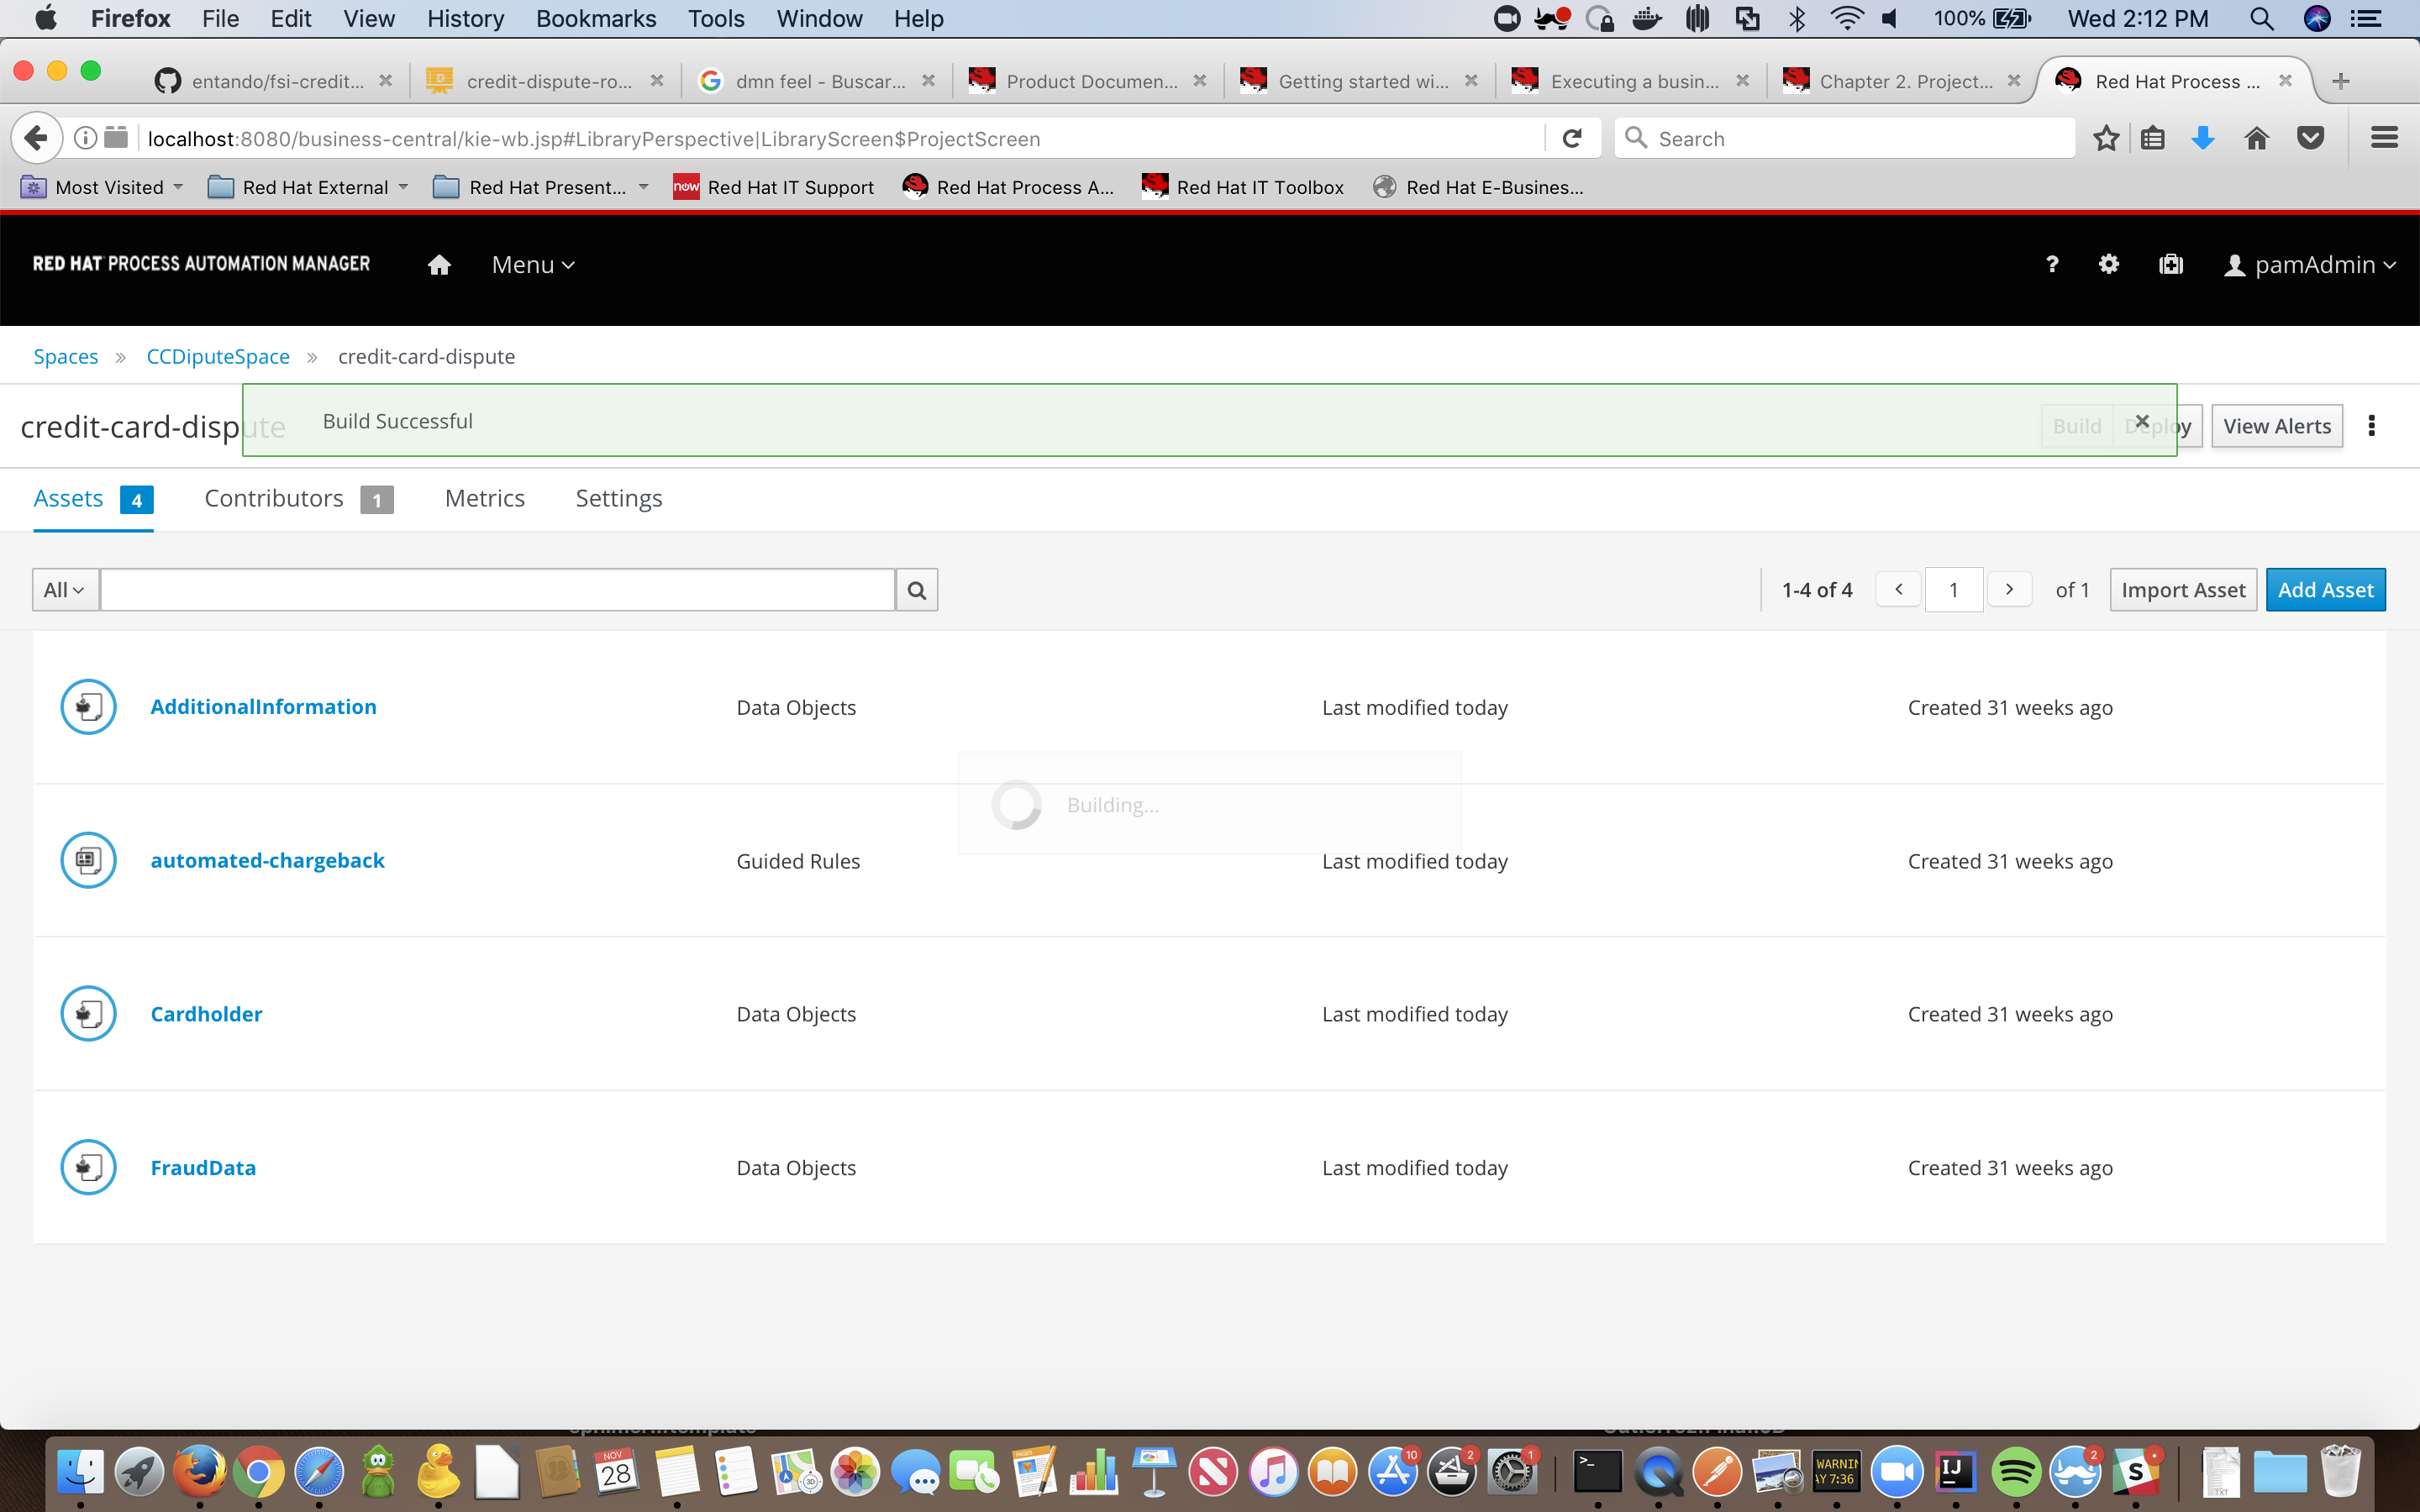 Firefox File Edit View History Bookmarks Tools Window Help 100% Wed 2:12 PM
entando/fsi-credit... credit-dispute-ro... dmn feel - Buscar... Product Documen... Getting started wi... Executing a busin... Chapter 2. Project... Red Hat Process ...
localhost:8080/business-central/kie-wb.jsp#LibraryPerspective|LibraryScreen$ProjectScreen Search
Most Visited Red Hat External Red Hat Present... now Red Hat IT Support Red Hat Process A... Red Hat IT Toolbox Red Hat E-Busines...
RED HAT PROCESS AUTOMATION MANAGER Menu ? pamAdmin
Spaces » CCDiputeSpace » credit-card-dispute
credit-card-dispute Build Successful Build Deploy View Alerts
Assets 4 Contributors 1 Metrics Settings
All 1-4 of 4 < 1 > of 1 Import Asset Add Asset
AdditionalInformation Data Objects Last modified today Created 31 weeks ago
Building...
automated-chargeback Guided Rules Last modified today Created 31 weeks ago
Cardholder Data Objects Last modified today Created 31 weeks ago
FraudData Data Objects Last modified today Created 31 weeks ago
NOV
28
PAGES
3D
10
2
1
WARNIN
AY 7:36
IJ
2
S
TXT